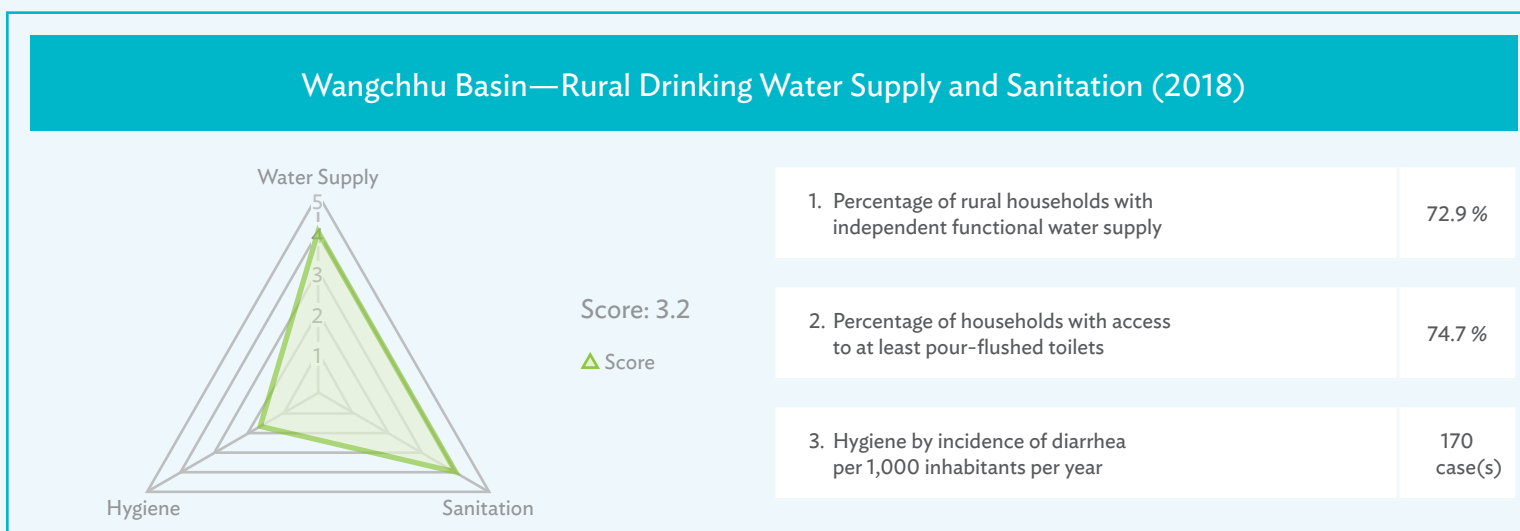 Wangchhu Basin—Rural Drinking Water Supply and Sanitation (2018)
Water Supply
5
4
3
2
1
Hygiene
Sanitation
Score: 3.2
Score
1. Percentage of rural households with
independent functional water supply
72.9 %
2. Percentage of households with access
to at least pour-flushed toilets
74.7 %
3. Hygiene by incidence of diarrhea
per 1,000 inhabitants per year
170
case(s)